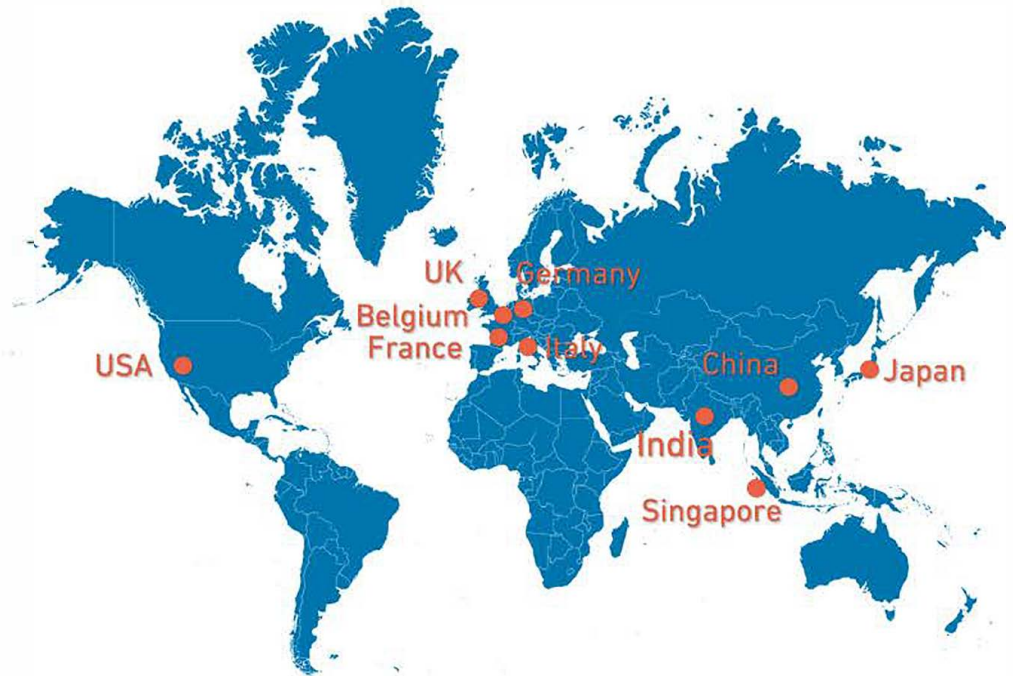 UK
Germany
Belgium
France
Italy
USA
China
Japan
India
Singapore